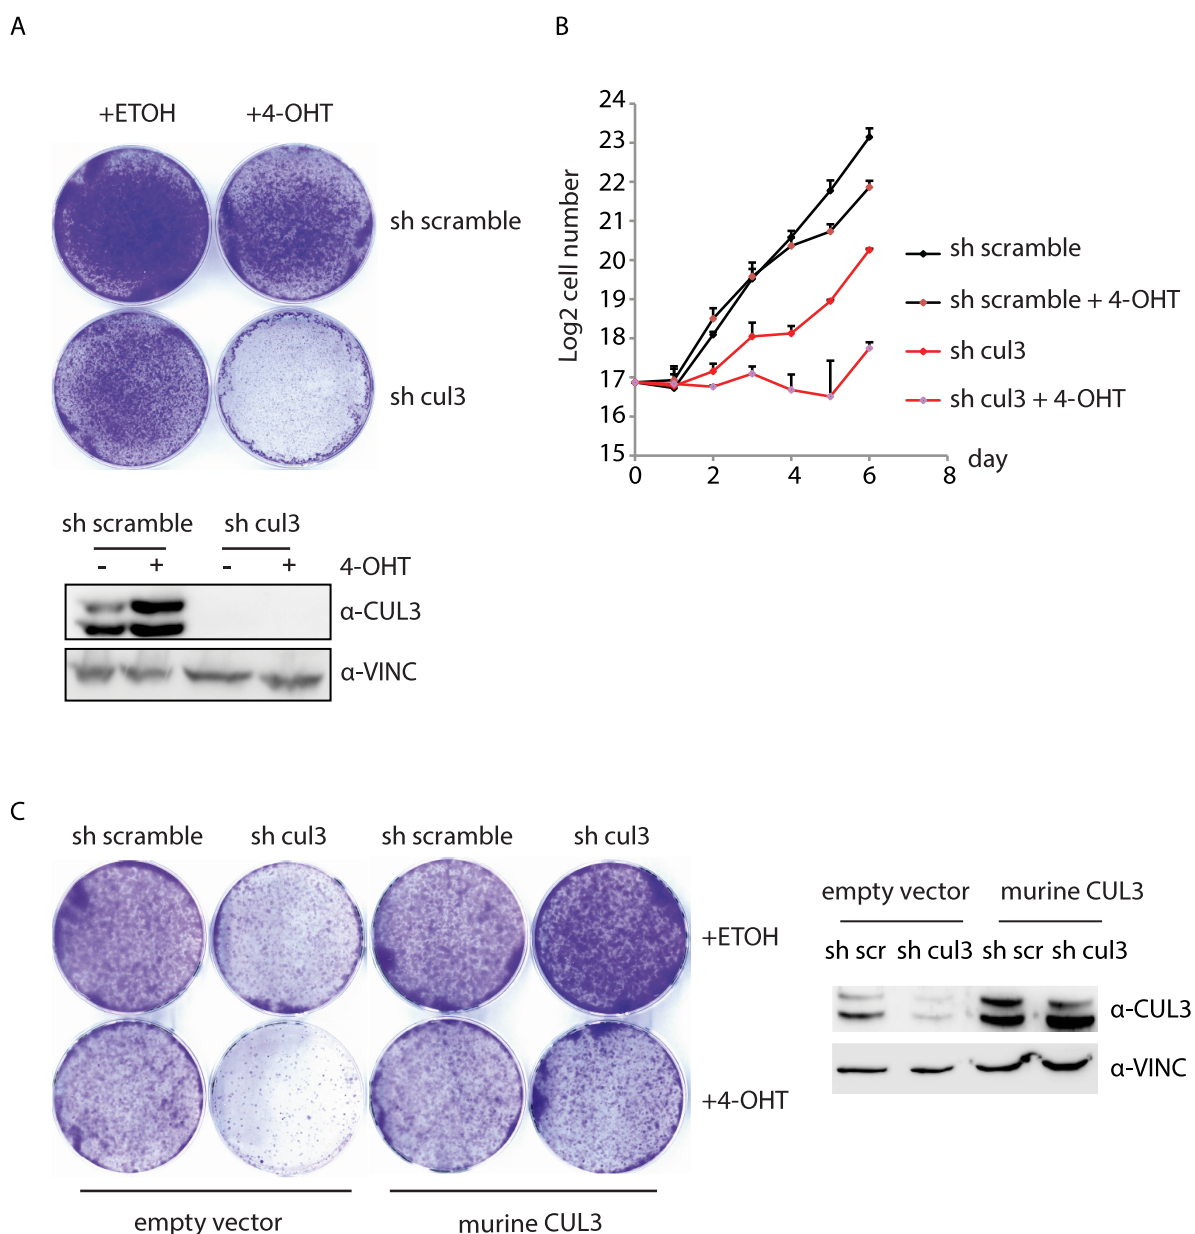 A
B
+ETOH
+4-OHT
sh scramble
sh cul3
sh scramble
sh cul3
-
+
-
+
4-OHT
α-CUL3
α-VINC
Log2 cell number
24
23
22
21
20
19
18
17
16
15
0
2
4
6
8
day
sh scramble
sh scramble + 4-OHT
sh cul3
sh cul3 + 4-OHT
C
sh scramble
sh cul3
sh scramble
sh cul3
+ETOH
+4-OHT
empty vector
murine CUL3
empty vector
murine CUL3
sh scr
sh cul3
sh scr
sh cul3
α-CUL3
α-VINC